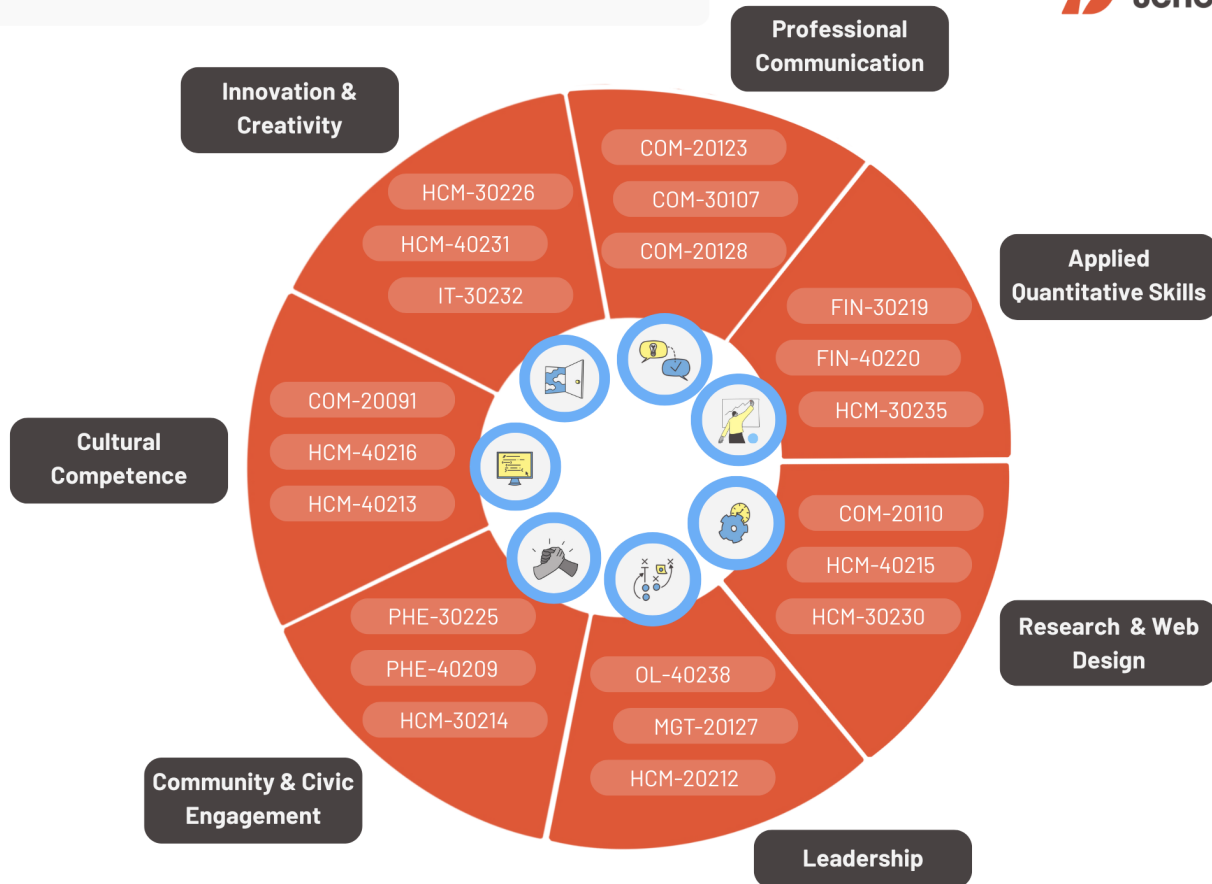 Professional
Communication
COM-20123
COM-30107
COM-20128
Applied
Quantitative Skills
FIN-30219
FIN-40220
HCM-30235
Research & Web
Design
COM-20110
HCM-40215
HCM-30230
Leadership
OL-40238
MGT-20127
HCM-20212
Community & Civic
Engagement
PHE-30225
PHE-40209
HCM-30214
Cultural
Competence
COM-20091
HCM-40216
HCM-40213
Innovation &
Creativity
HCM-30226
HCM-40231
IT-30232